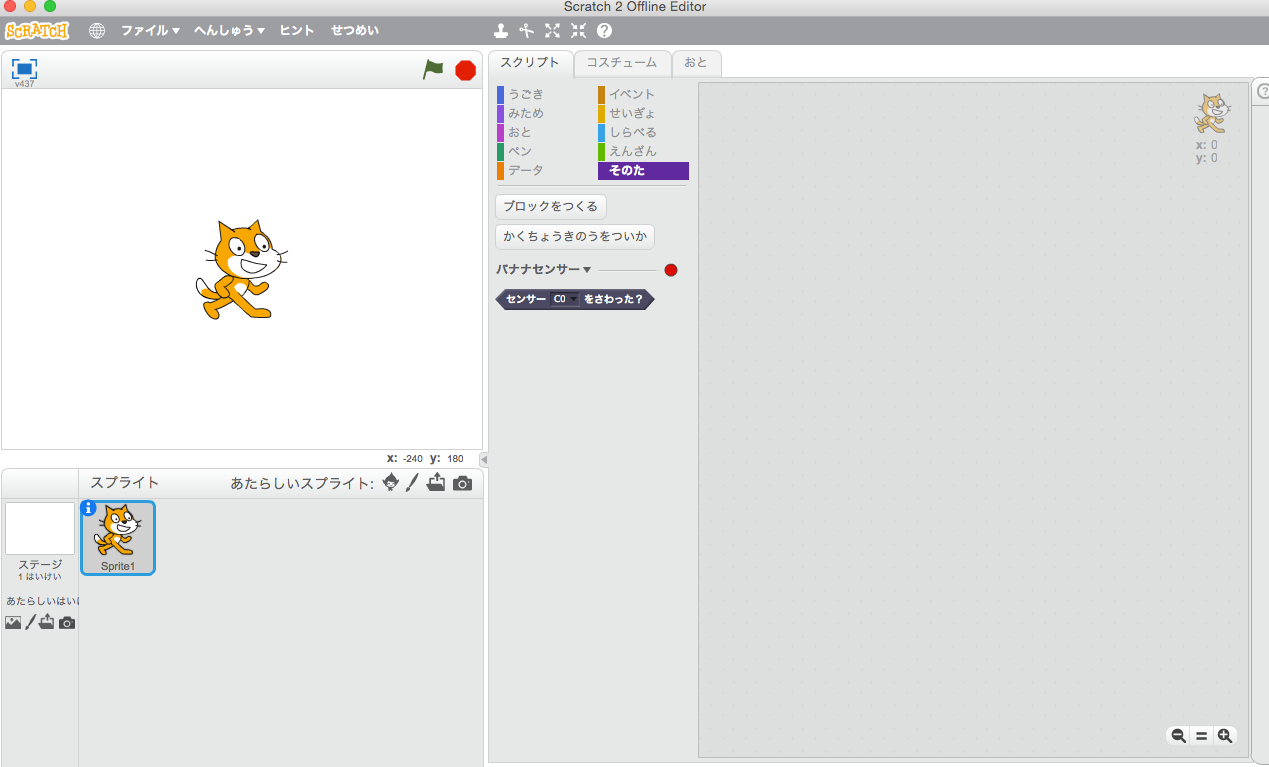 Scratch 2 Offline Editor
SCRATCH ファイル へんしゅう ヒント せつめい
v437
スクリプト コスチューム おと
うごき イベント
みため せいぎょ
おと しらべる
ペン えんざん
データ そのた
ブロックをつくる
かくちょうきのうをついか
バナナセンサー
センサー C0 をさわった?
x: 0
y: 0
x: -240 y: 180
スプライト あたらしいスプライト:
Sprite1
ステージ
1 はいけい
あたらしいはい